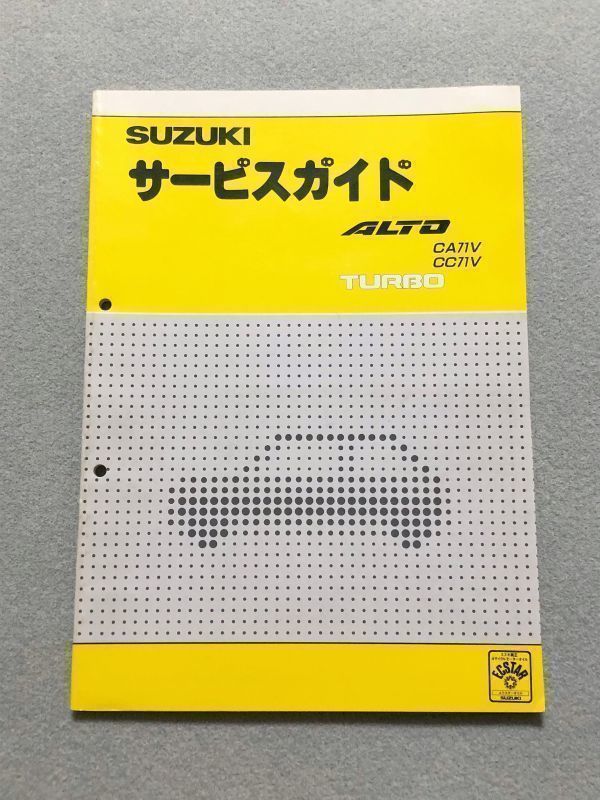 SUZUKI
サービスガイド
ALTO
CA71V
CC71V
TURBO
ECSTAR
SUZUKI